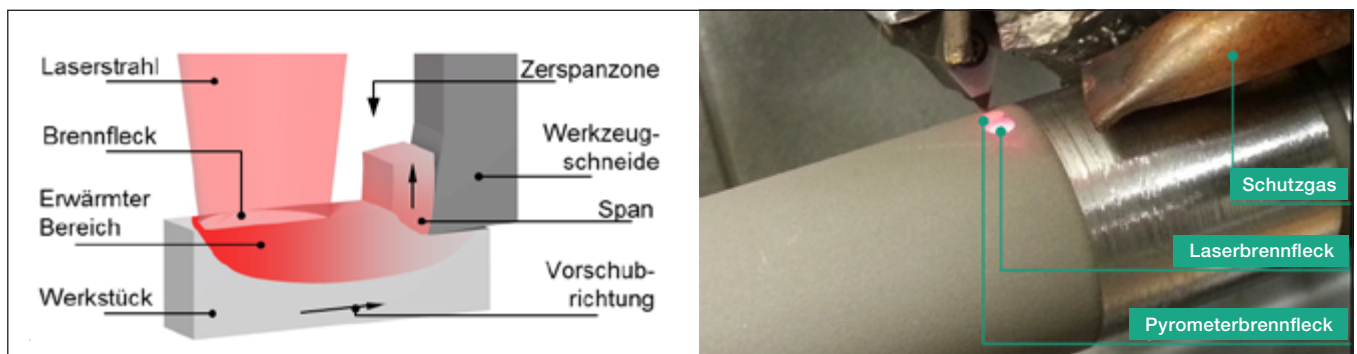 Laserstrahl
Brennfleck
Erwärmter
Bereich
Werkstück
Zerspanzone
Werkzeug-
schneide
Span
Vorschub-
richtung
Schutzgas
Laserbrennfleck
Pyrometerbrennfleck